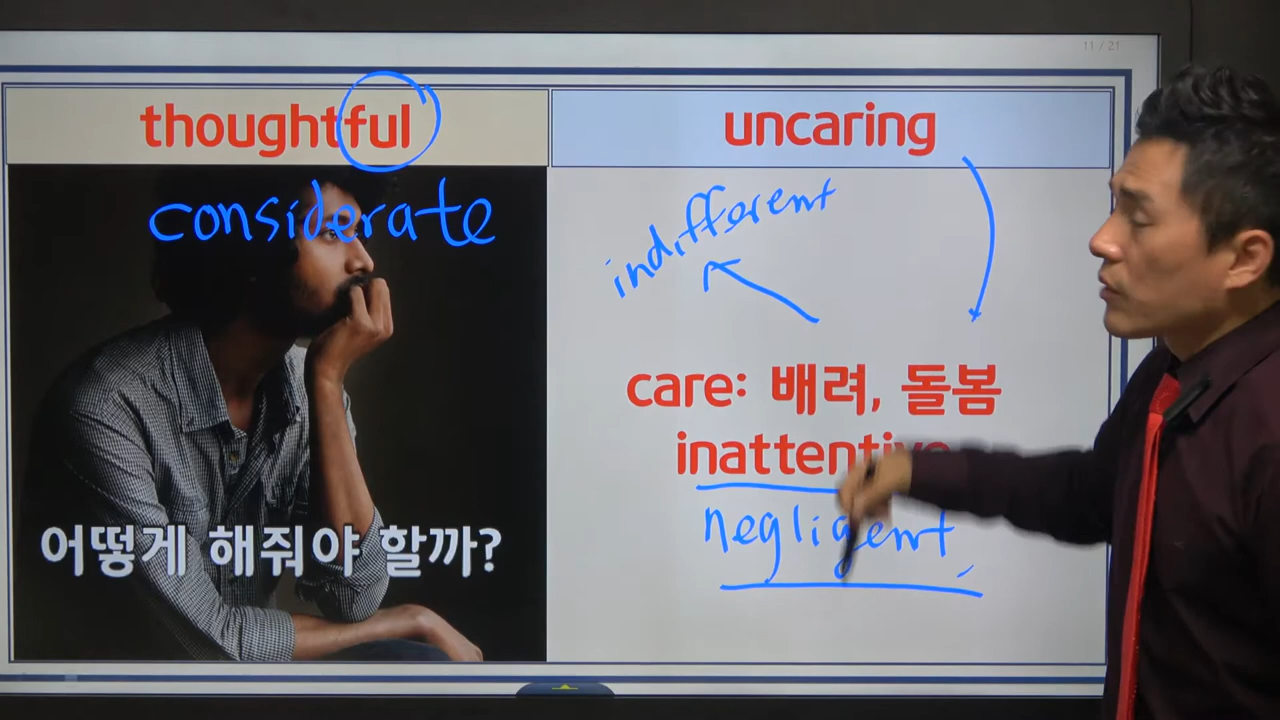 11 / 21
thoughtful
considerate
어떻게 해줘야 할까?
uncaring
indifferent
care: 배려, 돌봄
inattentive
negligent